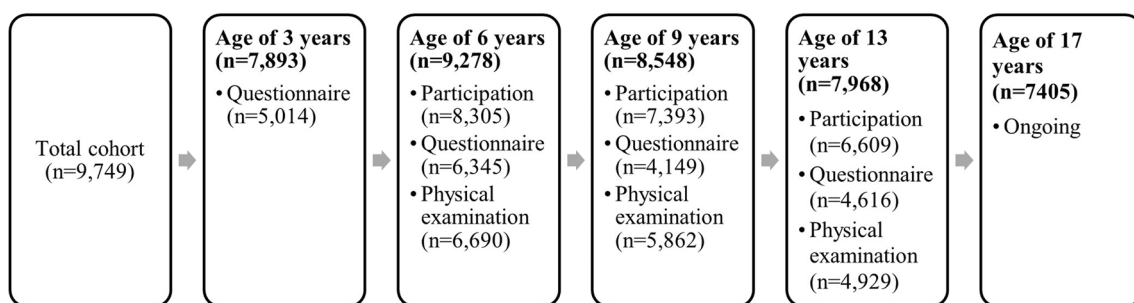 Total cohort
(n=9,749)
Age of 3 years
(n=7,893)
• Questionnaire
(n=5,014)
Age of 6 years
(n=9,278)
• Participation
(n=8,305)
• Questionnaire
(n=6,345)
• Physical
examination
(n=6,690)
Age of 9 years
(n=8,548)
• Participation
(n=7,393)
• Questionnaire
(n=4,149)
• Physical
examination
(n=5,862)
Age of 13
years
(n=7,968)
• Participation
(n=6,609)
• Questionnaire
(n=4,616)
• Physical
examination
(n=4,929)
Age of 17
years
(n=7405)
• Ongoing